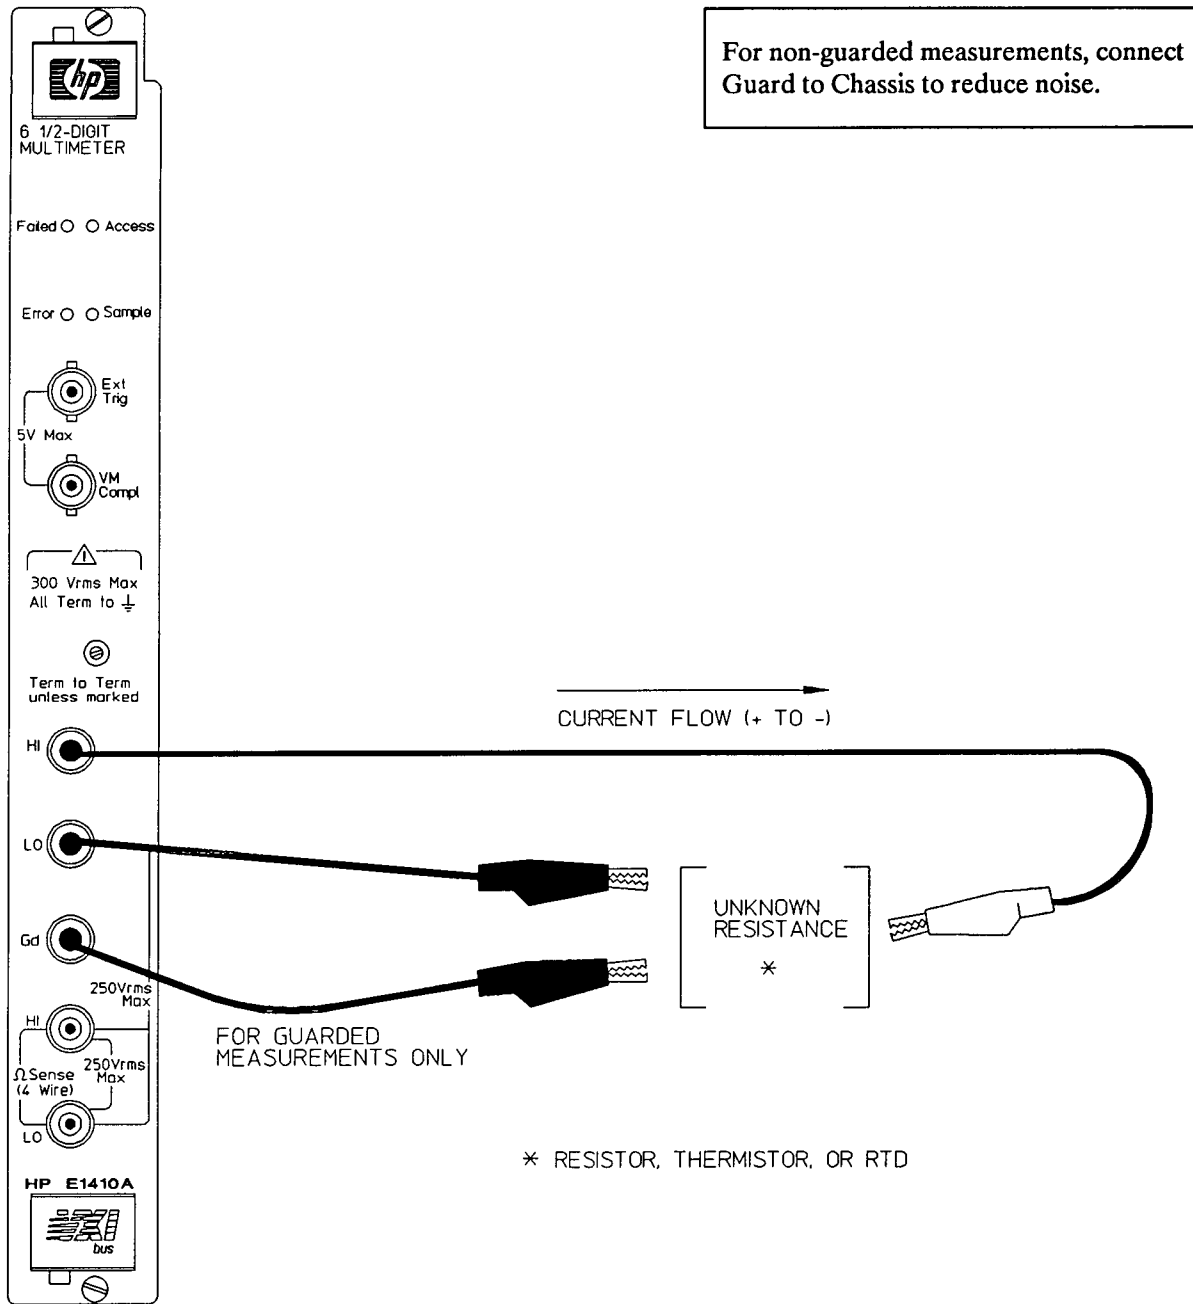 For non-guarded measurements, connect
Guard to Chassis to reduce noise.
hp
6 1/2-DIGIT
MULTIMETER
Failed
Access
Error
Sample
Ext
Trig
5V Max
VM
Compl
300 Vrms Max
All Term to ⏚
Term to Term
unless marked
CURRENT FLOW (+ TO -)
HI
LO
UNKNOWN
RESISTANCE
*
Gd
250Vrms
Max
HI
FOR GUARDED
MEASUREMENTS ONLY
250Vrms
Max
ΩSense
(4 Wire)
LO
* RESISTOR, THERMISTOR, OR RTD
HP E1410A
VXI
bus